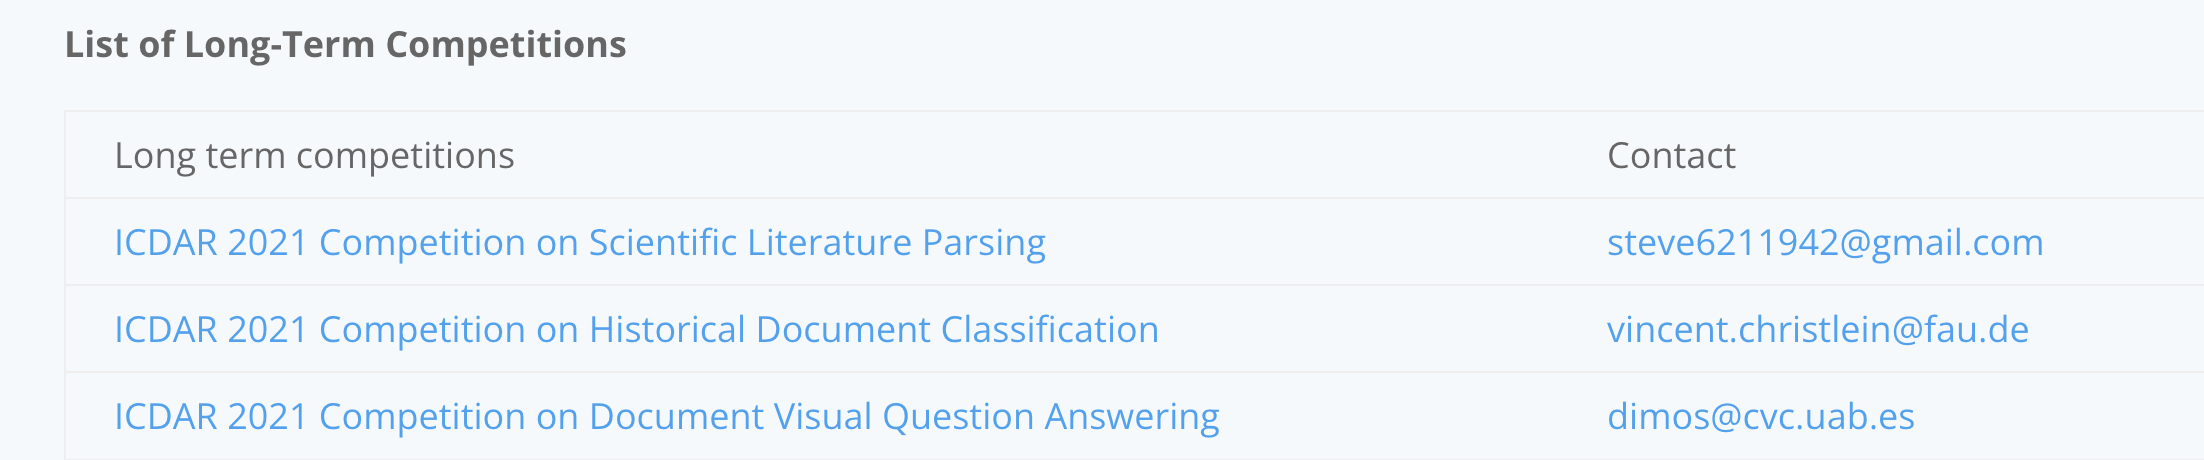 List of Long-Term Competitions
Long term competitions Contact
ICDAR 2021 Competition on Scientific Literature Parsing steve6211942@gmail.com
ICDAR 2021 Competition on Historical Document Classification vincent.christlein@fau.de
ICDAR 2021 Competition on Document Visual Question Answering dimos@cvc.uab.es